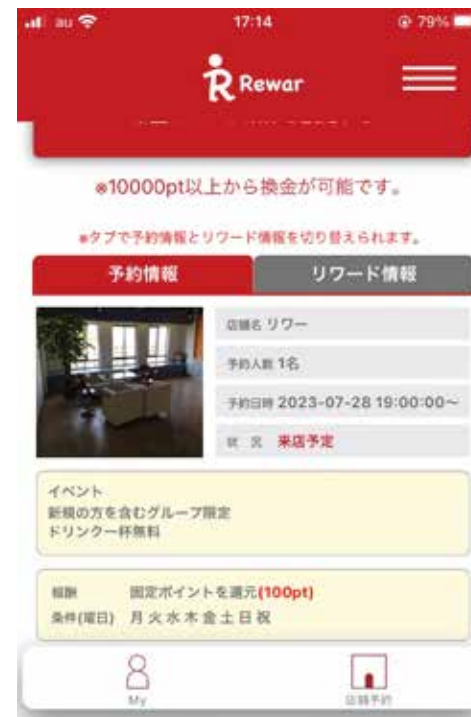 au 17:14 79%
Rewar
※10000pt以上から換金が可能です。
※タブで予約情報とリワード情報を切り替えられます。
予約情報 リワード情報
店舗名 リワー
予約人数 1名
予約日時 2023-07-28 19:00:00～
状 況 来店予定
イベント
新規の方を含むグループ限定
ドリンク一杯無料
報酬 固定ポイントを還元(100pt)
条件(曜日) 月火水木金土日祝
My 店舗予約